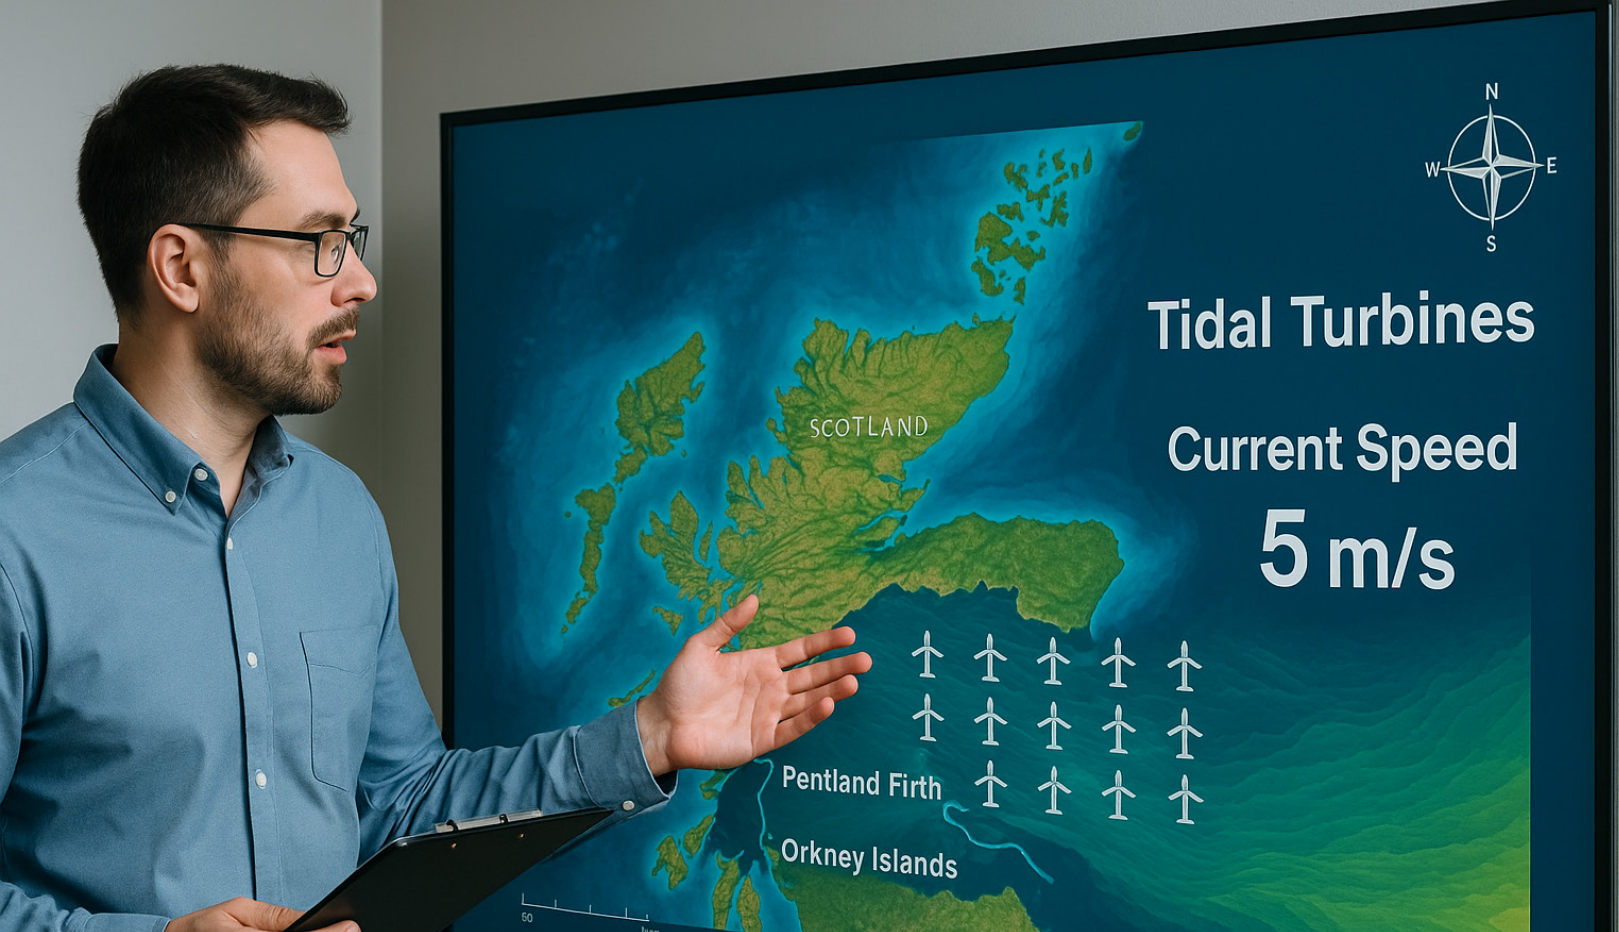 N
W E
S
Tidal Turbines
SCOTLAND
Current Speed
5 m/s
Pentland Firth
Orkney Islands
50